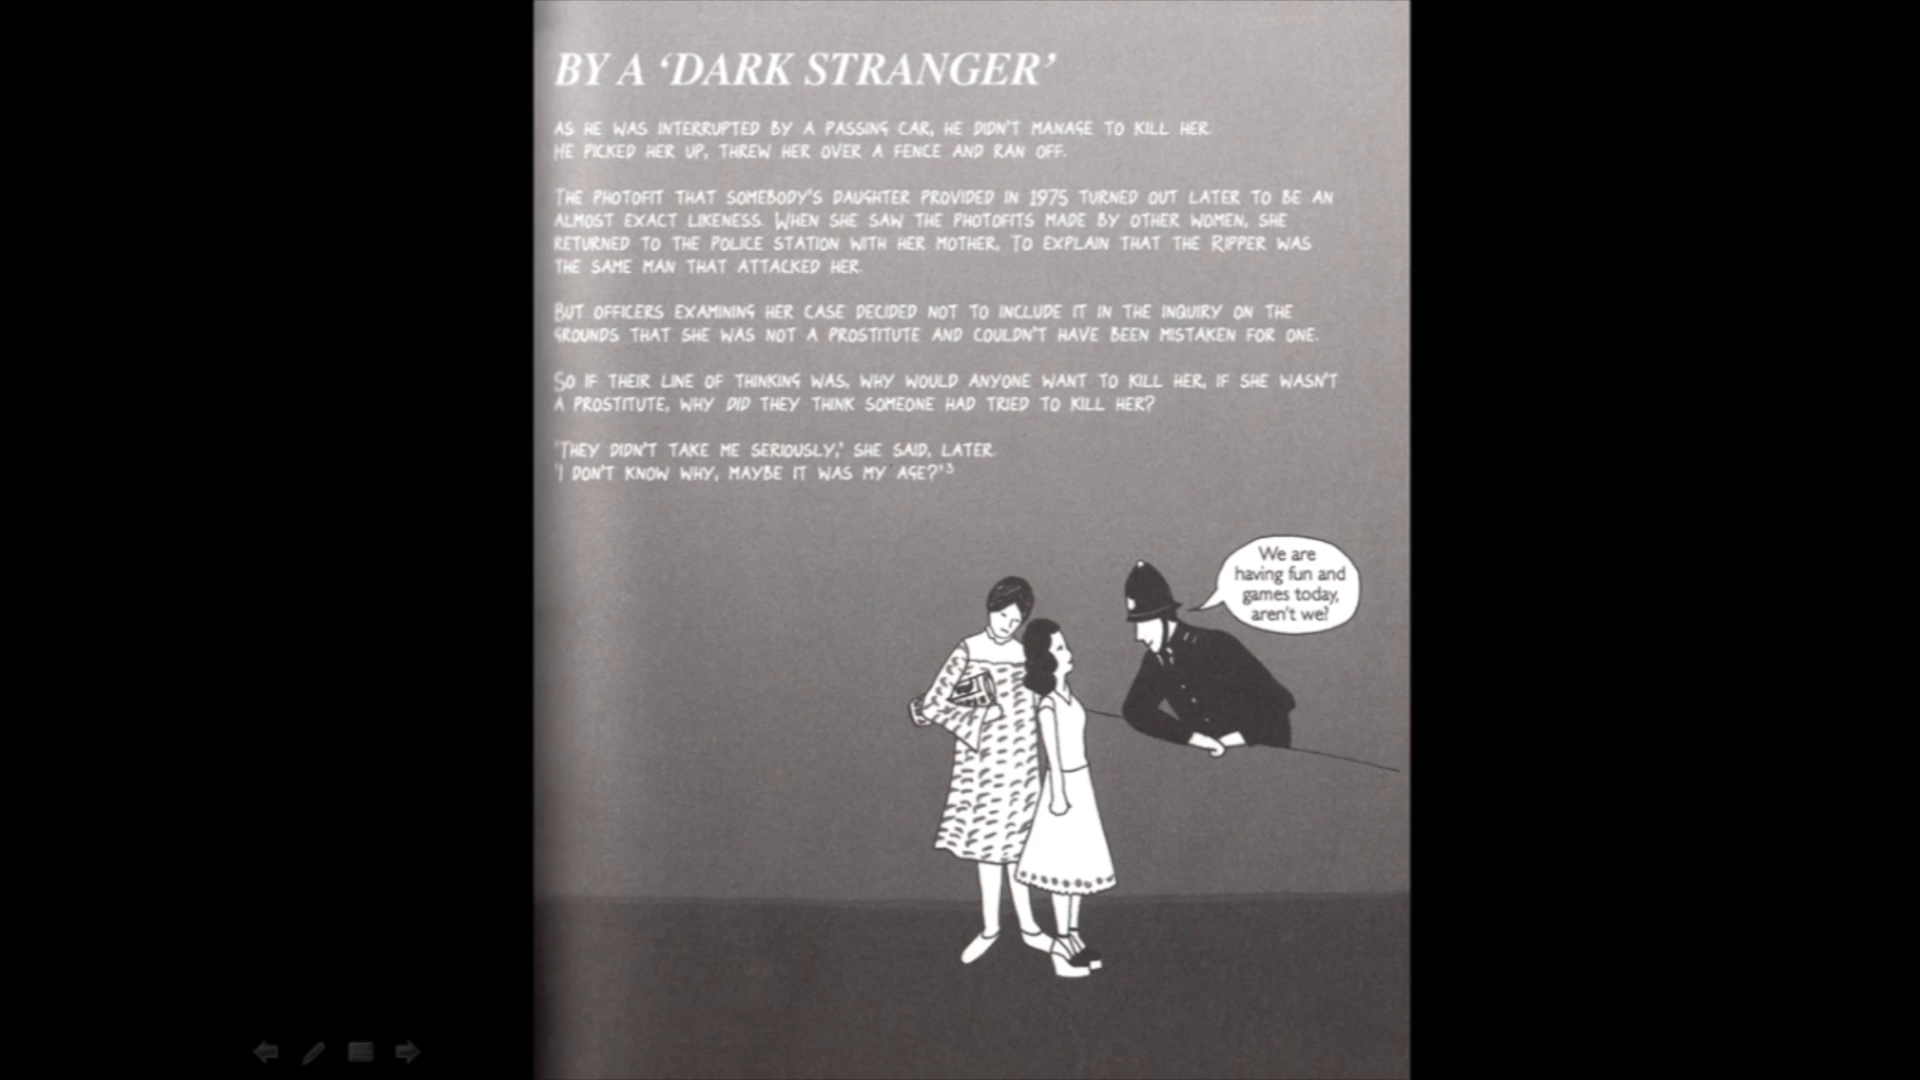 BY A ‘DARK STRANGER’
AS HE WAS INTERRUPTED BY A PASSING CAR, HE DIDN'T MANAGE TO KILL HER.
HE PICKED HER UP, THREW HER OVER A FENCE AND RAN OFF.
THE PHOTOFIT THAT SOMEBODY'S DAUGHTER PROVIDED IN 1975 TURNED OUT LATER TO BE AN
ALMOST EXACT LIKENESS. WHEN SHE SAW THE PHOTOFITS MADE BY OTHER WOMEN, SHE
RETURNED TO THE POLICE STATION WITH HER MOTHER, TO EXPLAIN THAT THE RIPPER WAS
THE SAME MAN THAT ATTACKED HER.
BUT OFFICERS EXAMINING HER CASE DECIDED NOT TO INCLUDE IT IN THE INQUIRY ON THE
GROUNDS THAT SHE WAS NOT A PROSTITUTE AND COULDN'T HAVE BEEN MISTAKEN FOR ONE.
SO IF THEIR LINE OF THINKING WAS, WHY WOULD ANYONE WANT TO KILL HER, IF SHE WASN'T
A PROSTITUTE, WHY DID THEY THINK SOMEONE HAD TRIED TO KILL HER?
'THEY DIDN'T TAKE ME SERIOUSLY,' SHE SAID, LATER.
'I DON'T KNOW WHY, MAYBE IT WAS MY AGE?'³
We are
having fun and
games today,
aren't we?